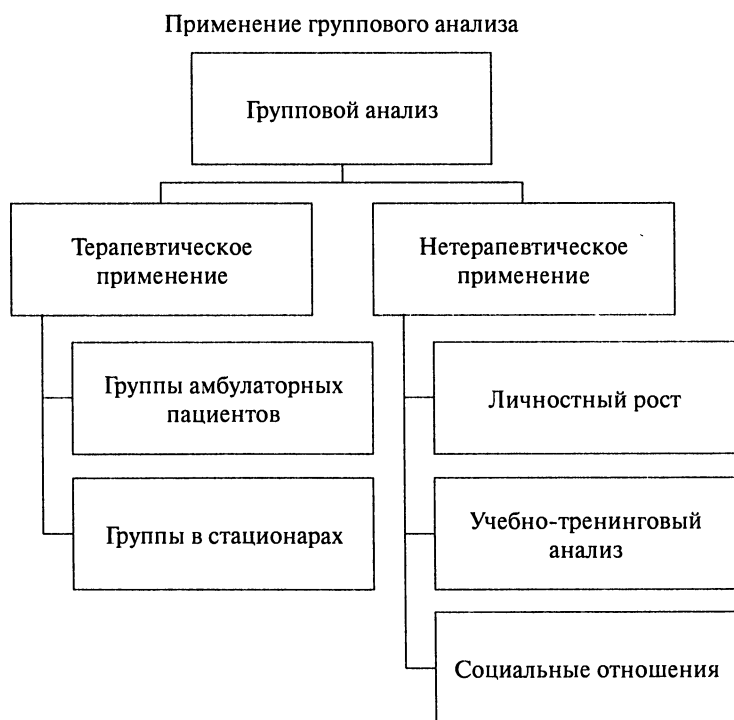 Применение группового анализа
Групповой анализ
Терапевтическое
применение
Нетерапевтическое
применение
Группы амбулаторных
пациентов
Группы в стационарах
Личностный рост
Учебно-тренинговый
анализ
Социальные отношения